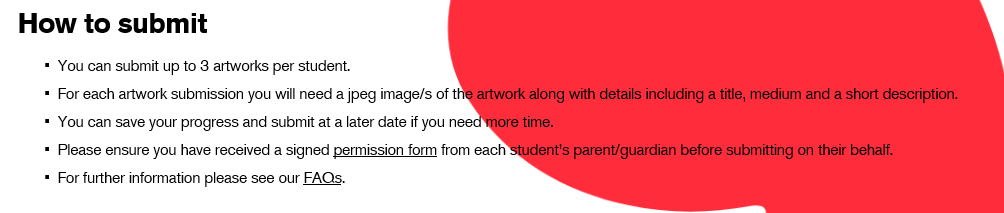 How to submit
▪ You can submit up to 3 artworks per student.
▪ For each artwork submission you will need a jpeg image/s of the artwork along with details including a title, medium and a short description.
▪ You can save your progress and submit at a later date if you need more time.
▪ Please ensure you have received a signed permission form from each student's parent/guardian before submitting on their behalf.
▪ For further information please see our FAQs.